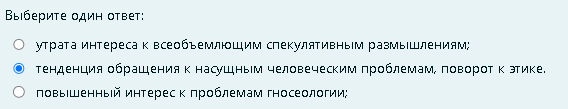 Выберите один ответ:
утрата интереса к всеобъемлющим спекулятивным размышлениям;
тенденция обращения к насущным человеческим проблемам, поворот к этике.
повышенный интерес к проблемам гносеологии;